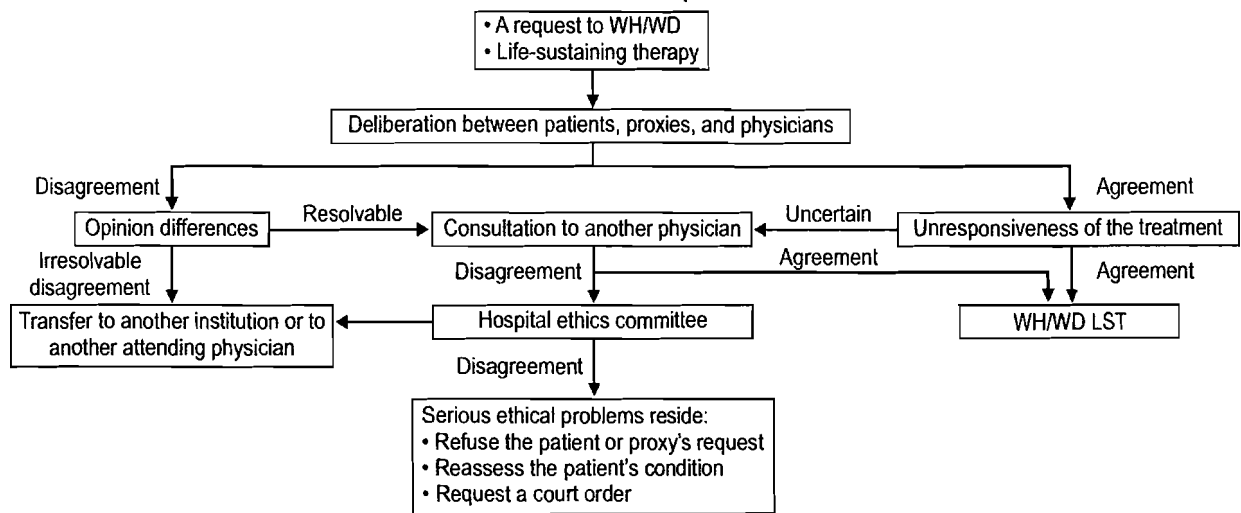 • A request to WH/WD
• Life-sustaining therapy
Deliberation between patients, proxies, and physicians
Disagreement
Agreement
Opinion differences
Resolvable
Consultation to another physician
Uncertain
Unresponsiveness of the treatment
Irresolvable
disagreement
Disagreement
Agreement
Agreement
Transfer to another institution or to
another attending physician
Hospital ethics committee
WH/WD LST
Disagreement
Serious ethical problems reside:
• Refuse the patient or proxy's request
• Reassess the patient's condition
• Request a court order